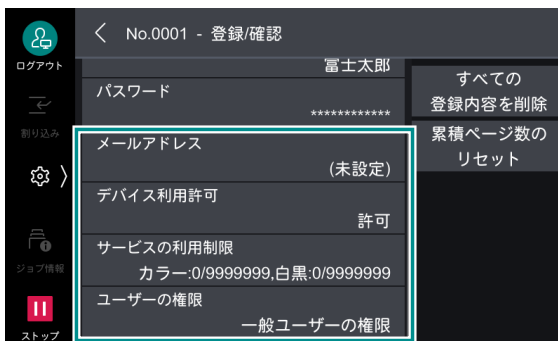 ログアウト
割り込み
ジョブ情報
ストップ
No.0001 - 登録/確認
富士太郎
パスワード
************
メールアドレス
(未設定)
デバイス利用許可
許可
サービスの利用制限
カラー:0/9999999,白黒:0/9999999
ユーザーの権限
一般ユーザーの権限
すべての
登録内容を削除
累積ページ数の
リセット